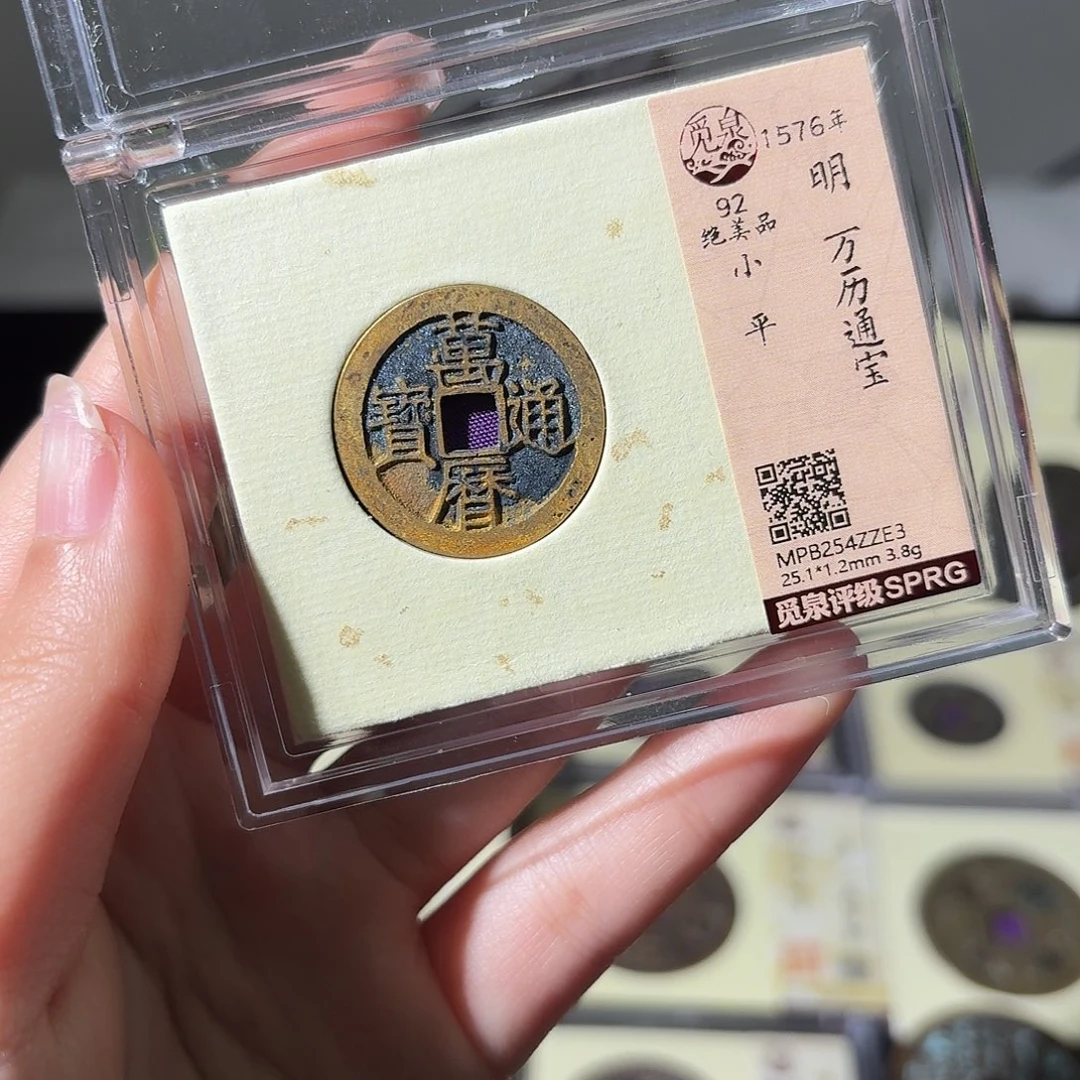 萬曆通寶
觅泉
1576年
明 万历通宝
92
绝美品
小平
MPB254ZZE3
25.1*1.2mm 3.8g
觅泉评级SPRG